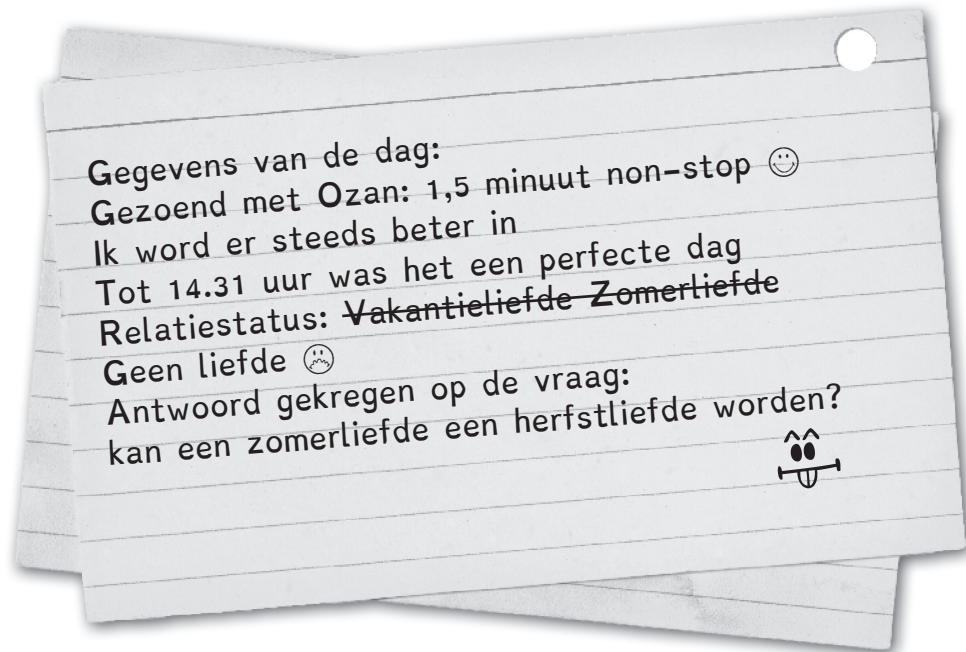 Gegevens van de dag:
Gezoend met Ozan: 1,5 minuut non-stop ☺
Ik word er steeds beter in
Tot 14.31 uur was het een perfecte dag
Relatiestatus: Vakantieliefde Zomerliefde
Geen liefde ☹
Antwoord gekregen op de vraag:
kan een zomerliefde een herfstliefde worden?